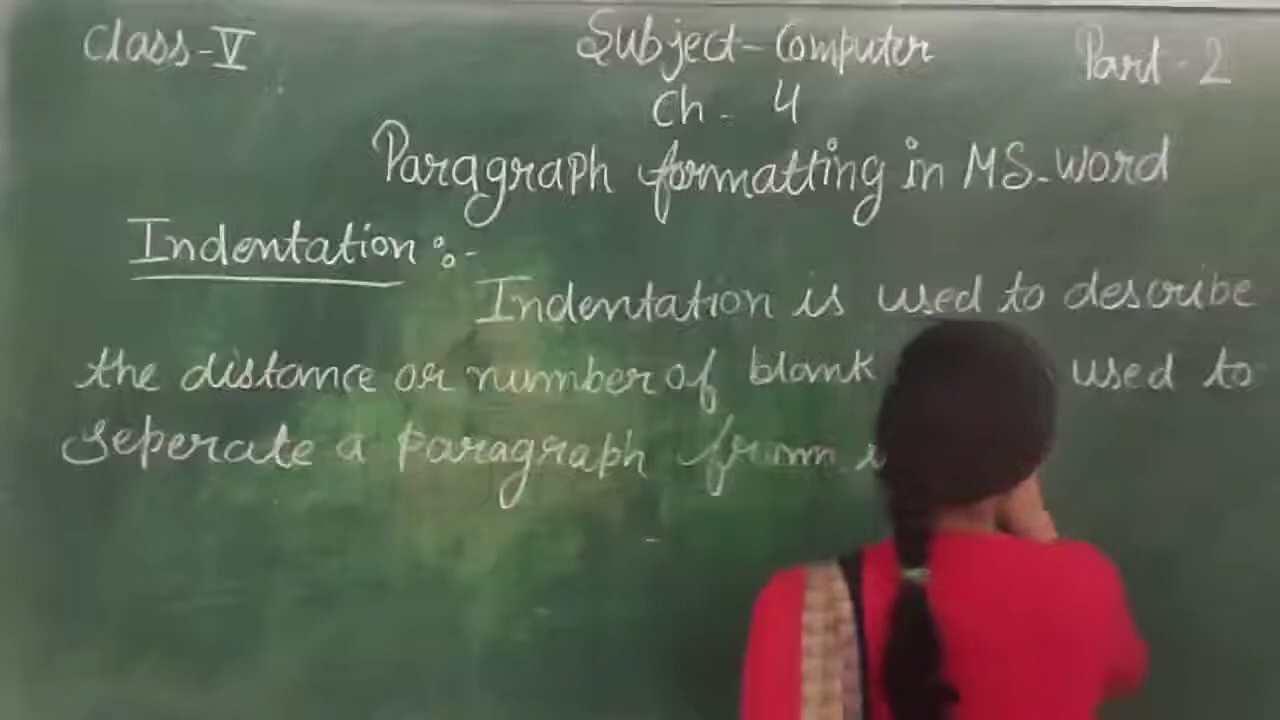 Class-V Subject-Computer Part-2
Ch-4
Paragraph formatting in MS-Word
Indentation :-
Indentation is used to describe
the distance or number of blank used to
seperate a paragraph from